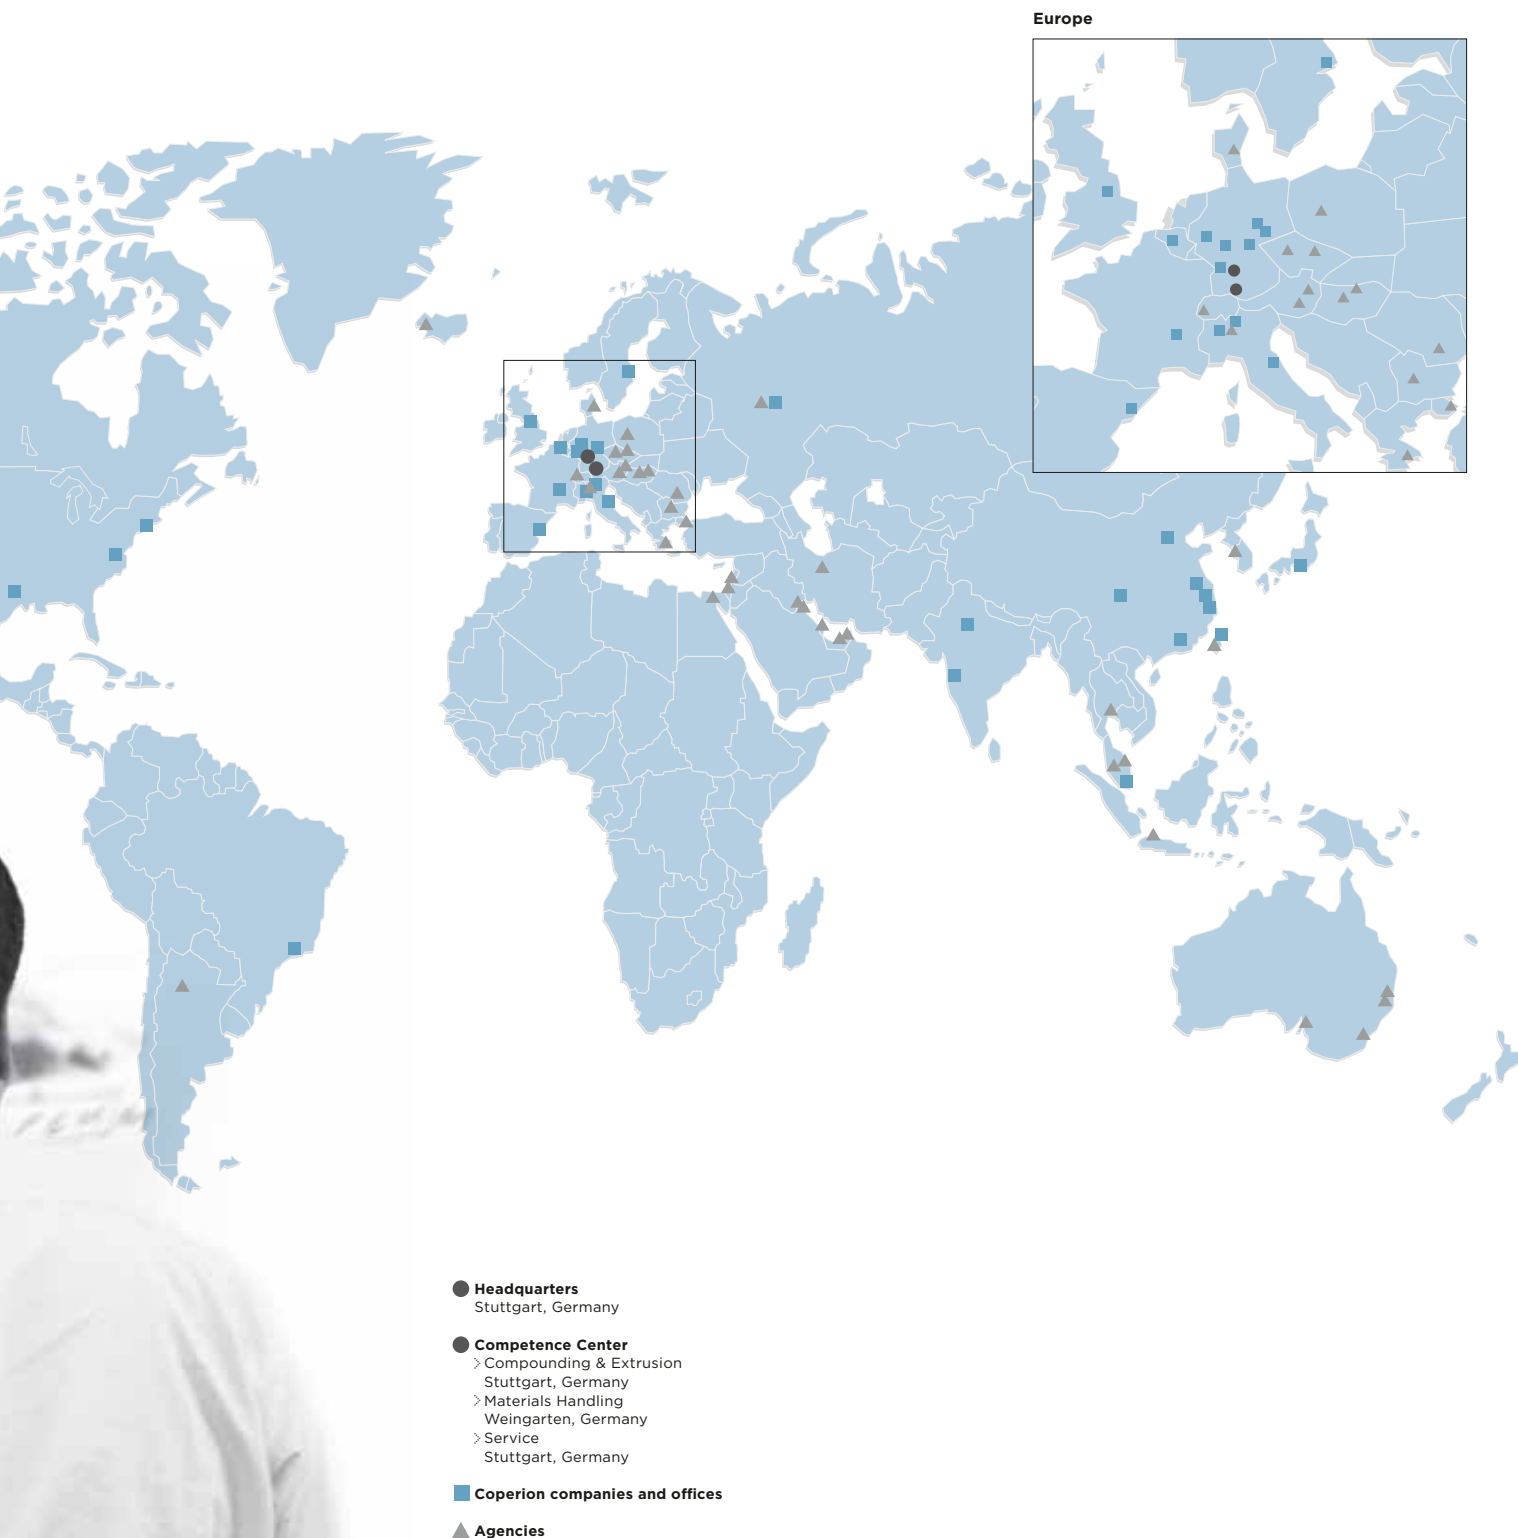 Europe
Headquarters
Stuttgart, Germany
Competence Center
Compounding & Extrusion
Stuttgart, Germany
Materials Handling
Weingarten, Germany
Service
Stuttgart, Germany
Coperion companies and offices
Agencies